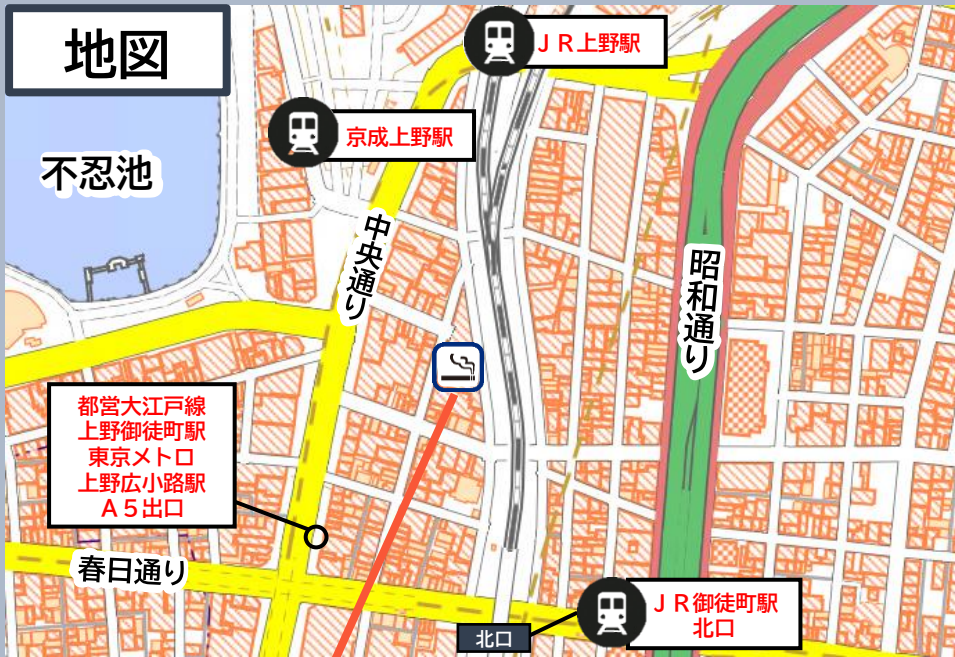 地図
JR上野駅
京成上野駅
不忍池
中央通り
昭和通り
都営大江戸線
上野御徒町駅
東京メトロ
上野広小路駅
A5出口
春日通り
JR御徒町駅
北口
北口